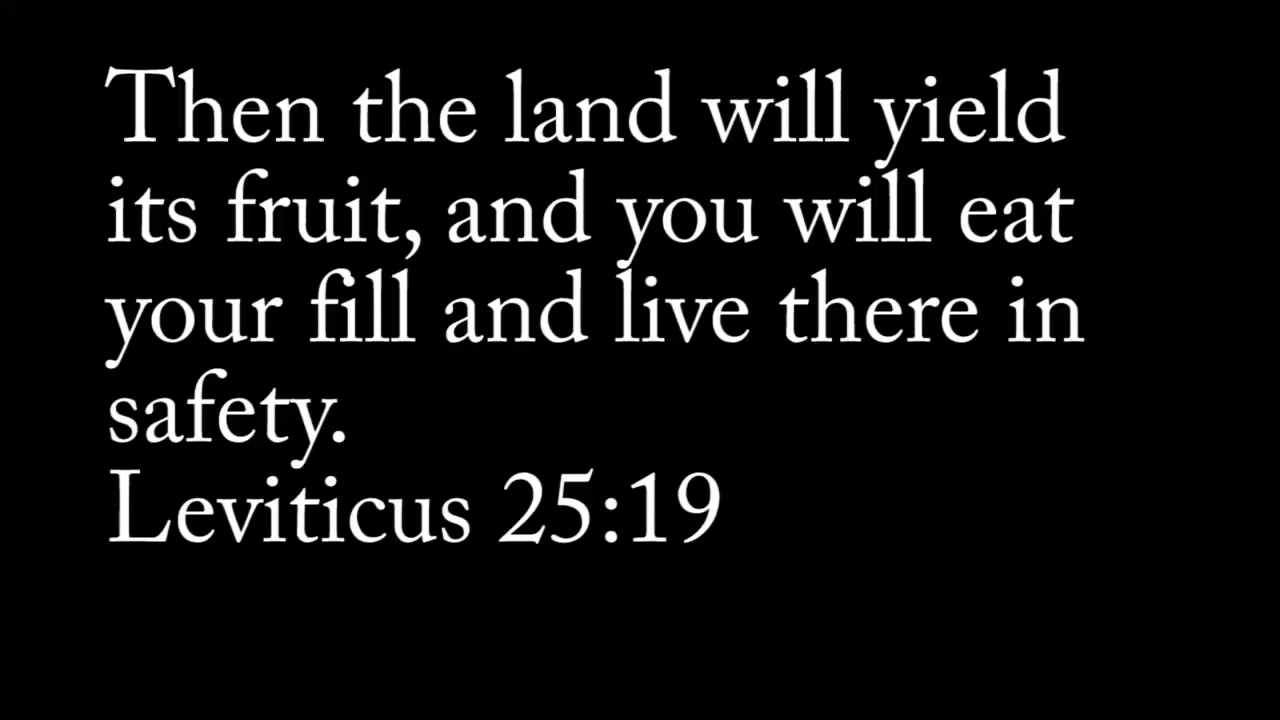 Then the land will yield
its fruit, and you will eat
your fill and live there in
safety.
Leviticus 25:19